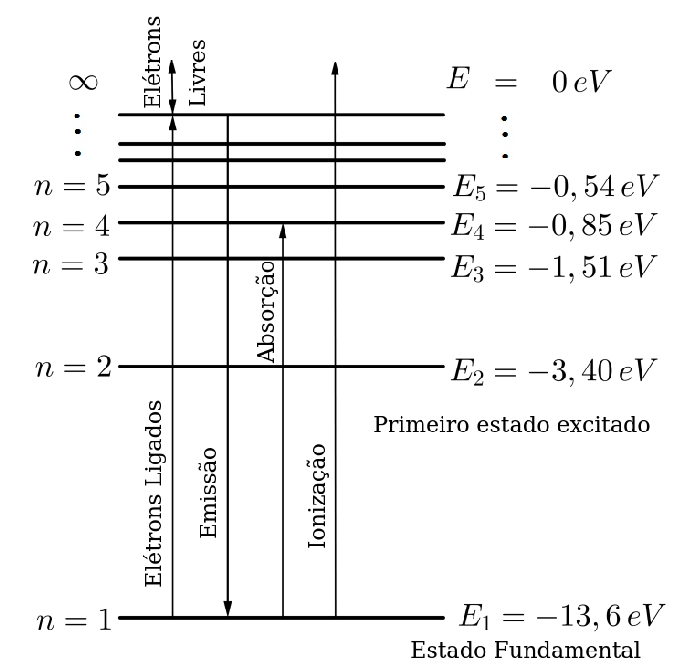 Elétrons
Livres
∞
E = 0 eV
n = 5
E₅ = −0, 54 eV
n = 4
E₄ = −0, 85 eV
n = 3
E₃ = −1, 51 eV
Absorção
n = 2
E₂ = −3, 40 eV
Primeiro estado excitado
Elétrons Ligados
Emissão
Ionização
n = 1
E₁ = −13, 6 eV
Estado Fundamental